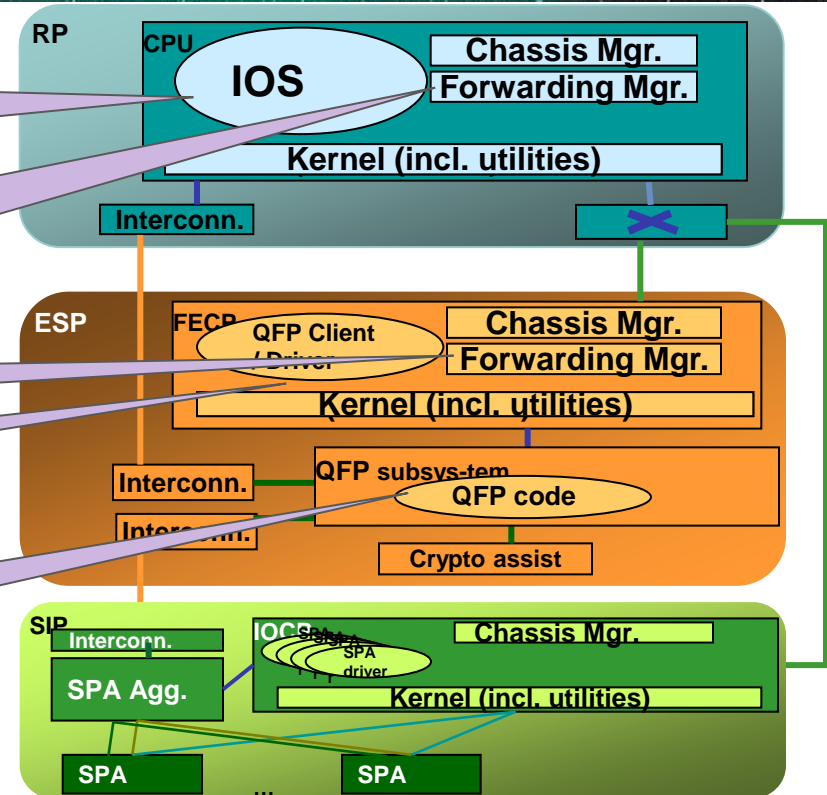 RP
CPU
IOS
Chassis Mgr.
Forwarding Mgr.
Kernel (incl. utilities)
Interconn.
ESP
FECP
QFP Client
/ Driver
Chassis Mgr.
Forwarding Mgr.
Kernel (incl. utilities)
Interconn.
QFP subsys-tem
QFP code
Interconn.
Crypto assist
SIP
Interconn.
IOCP
SPA
driver
Chassis Mgr.
SPA Agg.
Kernel (incl. utilities)
SPA
SPA
...